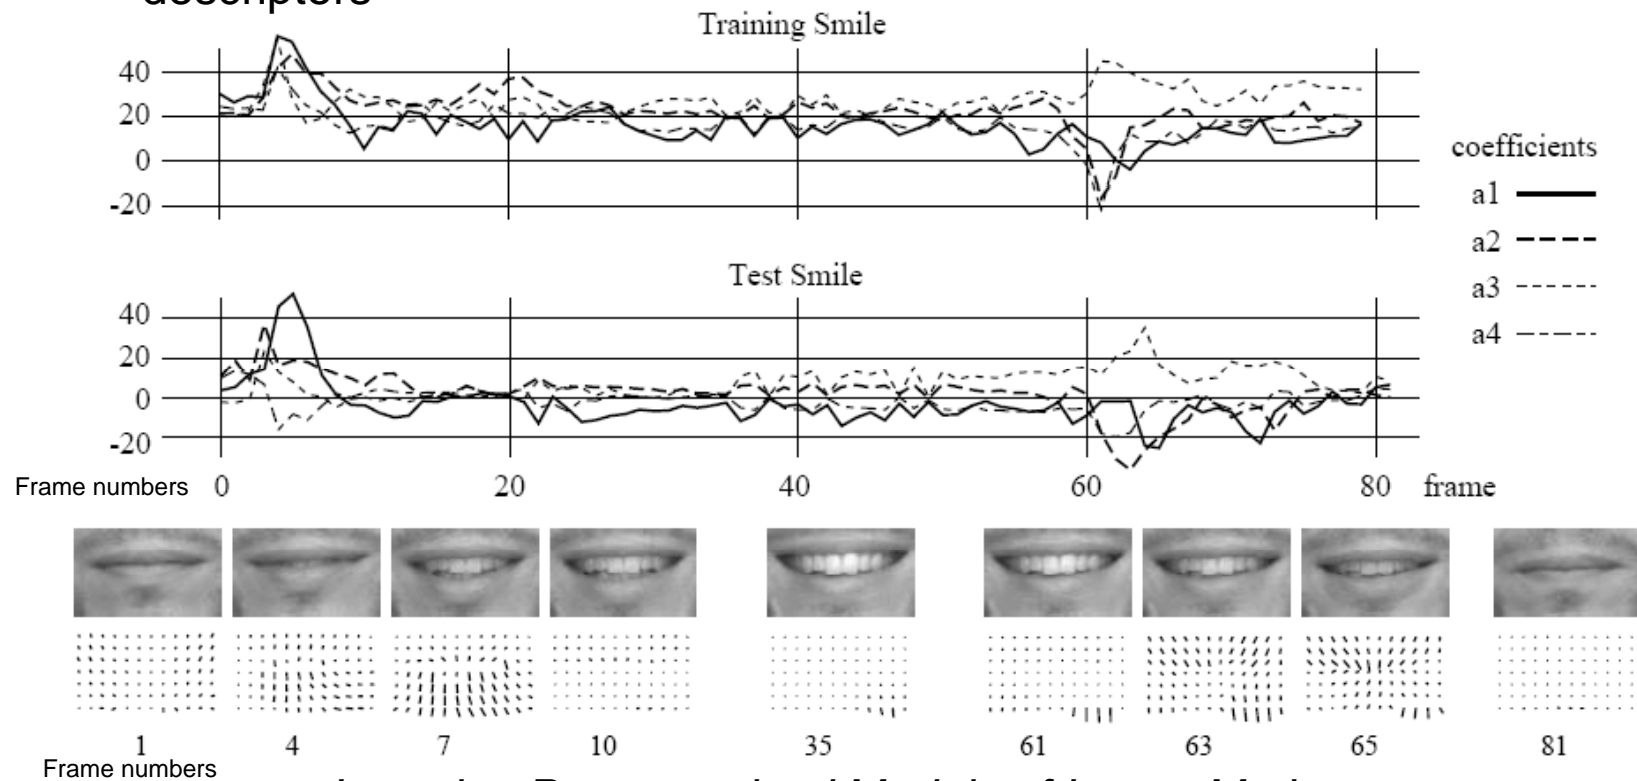 descriptors
Training Smile
40
20
0
-20
coefficients
a1
a2
a3
a4
Test Smile
40
20
0
-20
Frame numbers 0 20 40 60 80 frame
1 4 7 10 35 61 63 65 81
Frame numbers